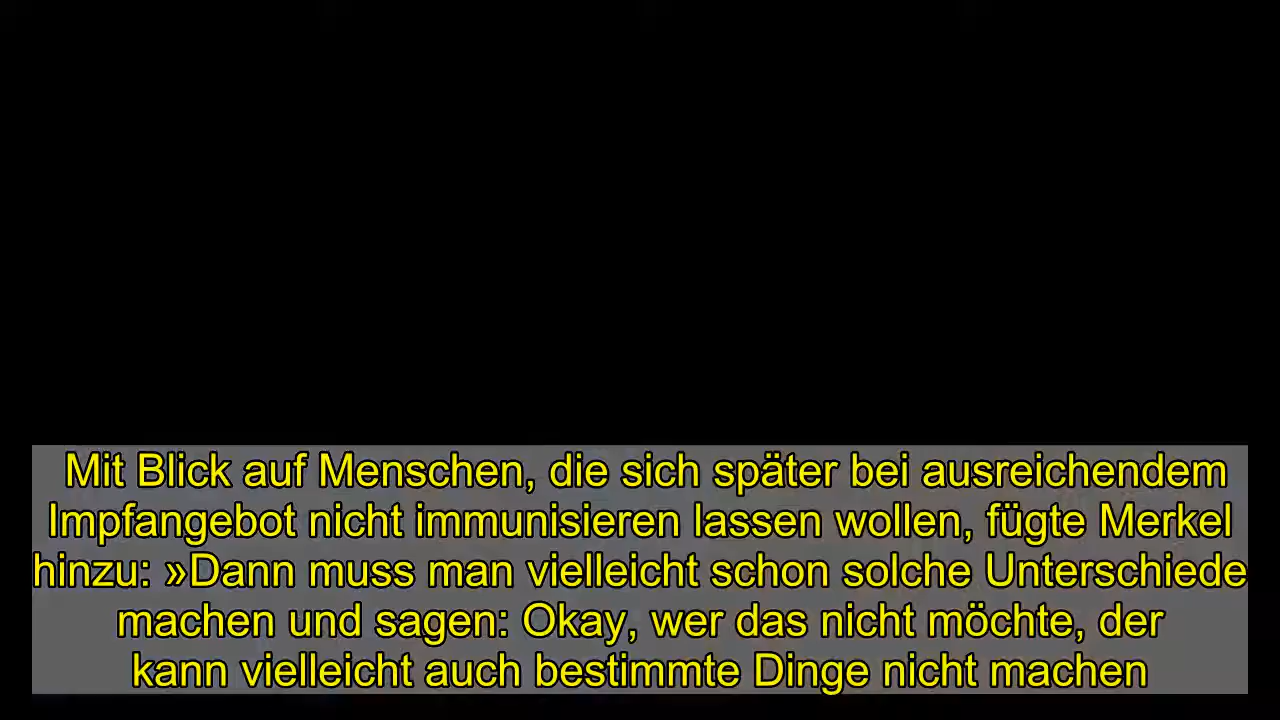 Mit Blick auf Menschen, die sich später bei ausreichendem
Impfangebot nicht immunisieren lassen wollen, fügte Merkel
hinzu: »Dann muss man vielleicht schon solche Unterschiede
machen und sagen: Okay, wer das nicht möchte, der
kann vielleicht auch bestimmte Dinge nicht machen